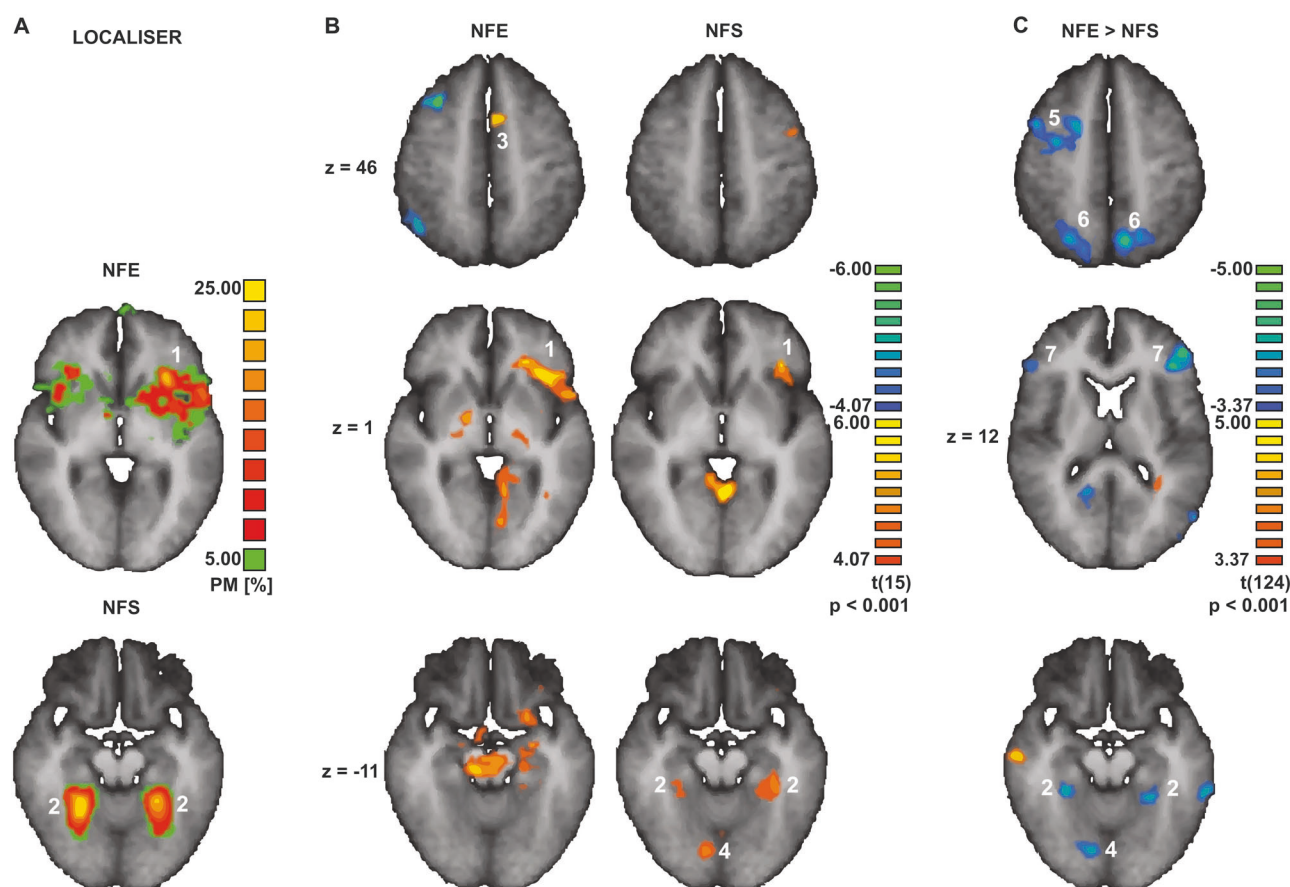 A
LOCALISER
B
NFE
NFS
C
NFE > NFS
z = 46
3
5
6
6
NFE
25.00
1
5.00
PM [%]
z = 1
1
1
-6.00
-4.07
6.00
4.07
t(15)
p < 0.001
z = 12
7
7
-5.00
-3.37
5.00
3.37
t(124)
p < 0.001
NFS
2
2
z = -11
2
2
4
2
2
4